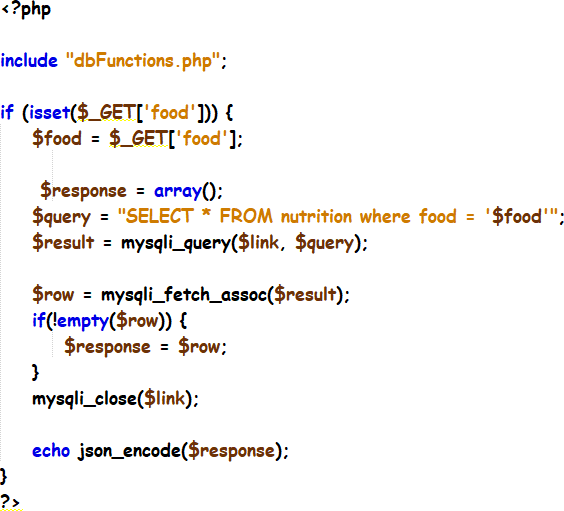 <?php
include "dbFunctions.php";
if (isset($_GET['food'])) {
$food = $_GET['food'];
$response = array();
$query = "SELECT * FROM nutrition where food = '$food'";
$result = mysqli_query($link, $query);
$row = mysqli_fetch_assoc($result);
if(!empty($row)) {
$response = $row;
}
mysqli_close($link);
echo json_encode($response);
}
?>